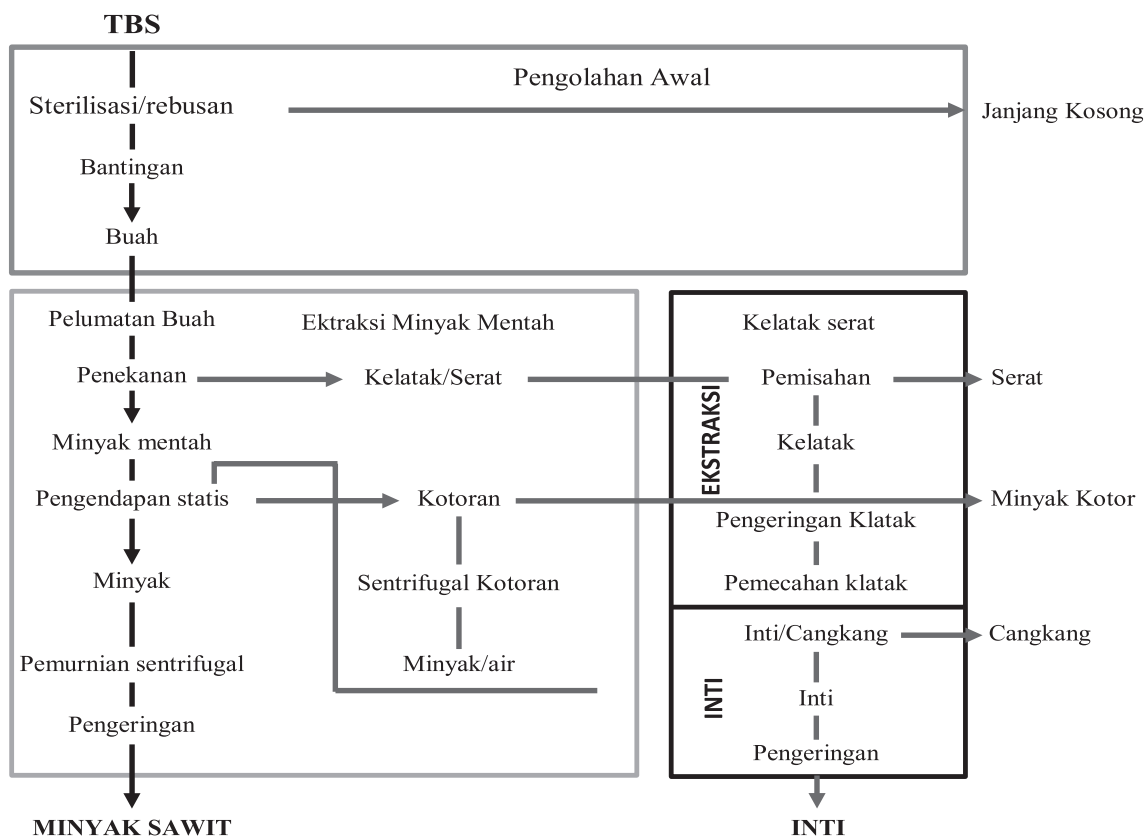 TBS
Pengolahan Awal
Sterilisasi/rebusan
Janjang Kosong
Bantingan
Buah
Pelumatan Buah
Ektraksi Minyak Mentah
Kelatak serat
Penekanan
Kelatak/Serat
Pemisahan
Serat
EKSTRAKSI
Minyak mentah
Kelatak
Pengendapan statis
Kotoran
Minyak Kotor
Pengeringan Klatak
Minyak
Sentrifugal Kotoran
Pemecahan klatak
Inti/Cangkang
Cangkang
Pemurnian sentrifugal
Minyak/air
INTI
Inti
Pengeringan
Pengeringan
MINYAK SAWIT
INTI